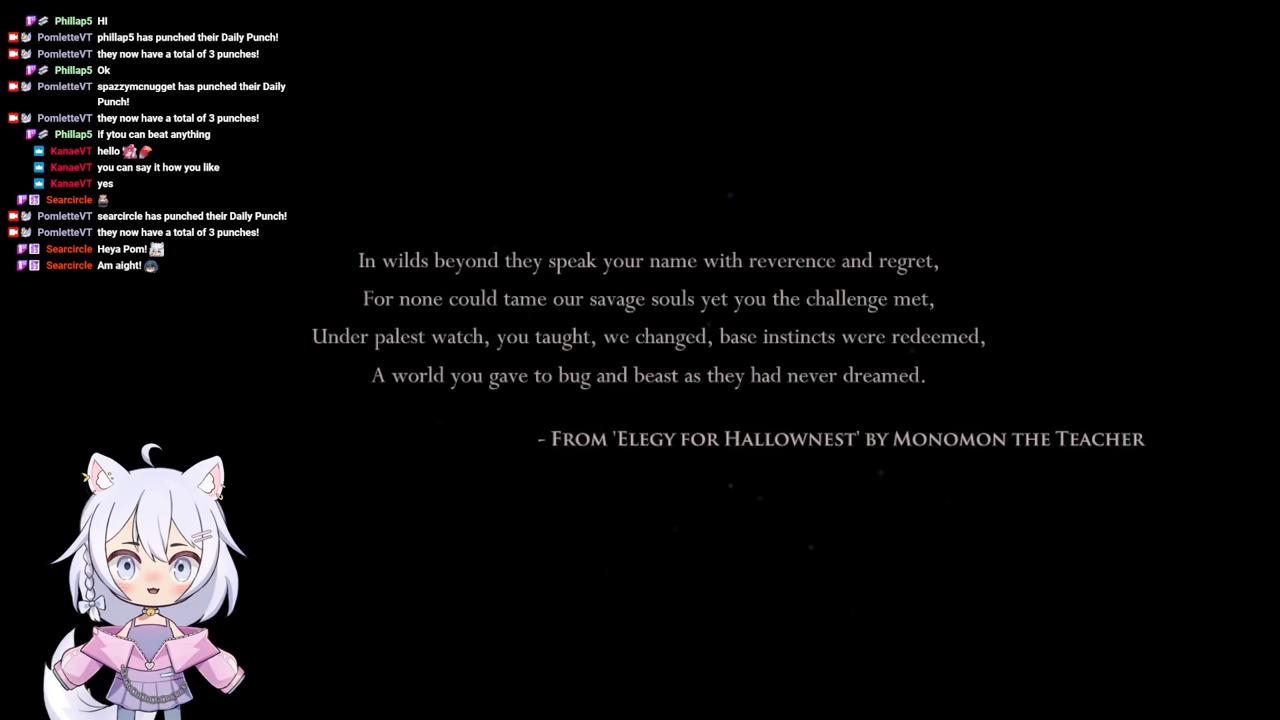 Phillap5 HI
PomletteVT phillap5 has punched their Daily Punch!
PomletteVT they now have a total of 3 punches!
Phillap5 Ok
PomletteVT spazzymcnugget has punched their Daily
Punch!
PomletteVT they now have a total of 3 punches!
Phillap5 If ytou can beat anything
KanaeVT hello
KanaeVT you can say it how you like
KanaeVT yes
Searcircle
PomletteVT searcircle has punched their Daily Punch!
PomletteVT they now have a total of 3 punches!
Searcircle Heya Pom!
Searcircle Am aight!
In wilds beyond they speak your name with reverence and regret,
For none could tame our savage souls yet you the challenge met,
Under palest watch, you taught, we changed, base instincts were redeemed,
A world you gave to bug and beast as they had never dreamed.
- From 'Elegy for Hallownest' by Monomon the Teacher